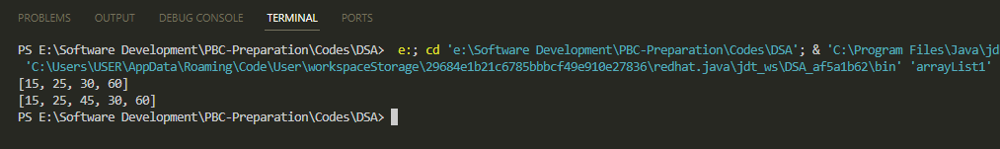 PROBLEMS OUTPUT DEBUG CONSOLE TERMINAL PORTS
PS E:\Software Development\PBC-Preparation\Codes\DSA> e:; cd 'e:\Software Development\PBC-Preparation\Codes\DSA'; & 'C:\Program Files\Java\jd
'C:\Users\USER\AppData\Roaming\Code\User\workspaceStorage\29684e1b21c6785bbbcf49e910e27836\redhat.java\jdt_ws\DSA_af5a1b62\bin' 'arrayList1'
[15, 25, 30, 60]
[15, 25, 45, 30, 60]
PS E:\Software Development\PBC-Preparation\Codes\DSA>